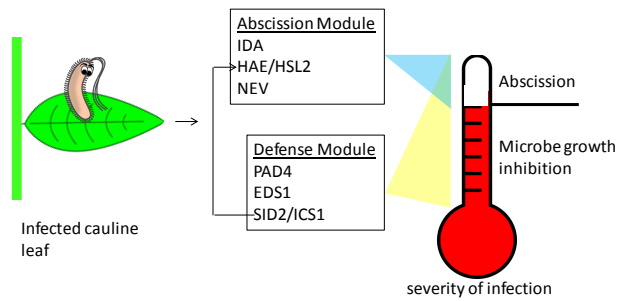 Abscission Module
IDA
HAE/HSL2
NEV
Defense Module
PAD4
EDS1
SID2/ICS1
Infected cauline
leaf
Abscission
Microbe growth
inhibition
severity of infection